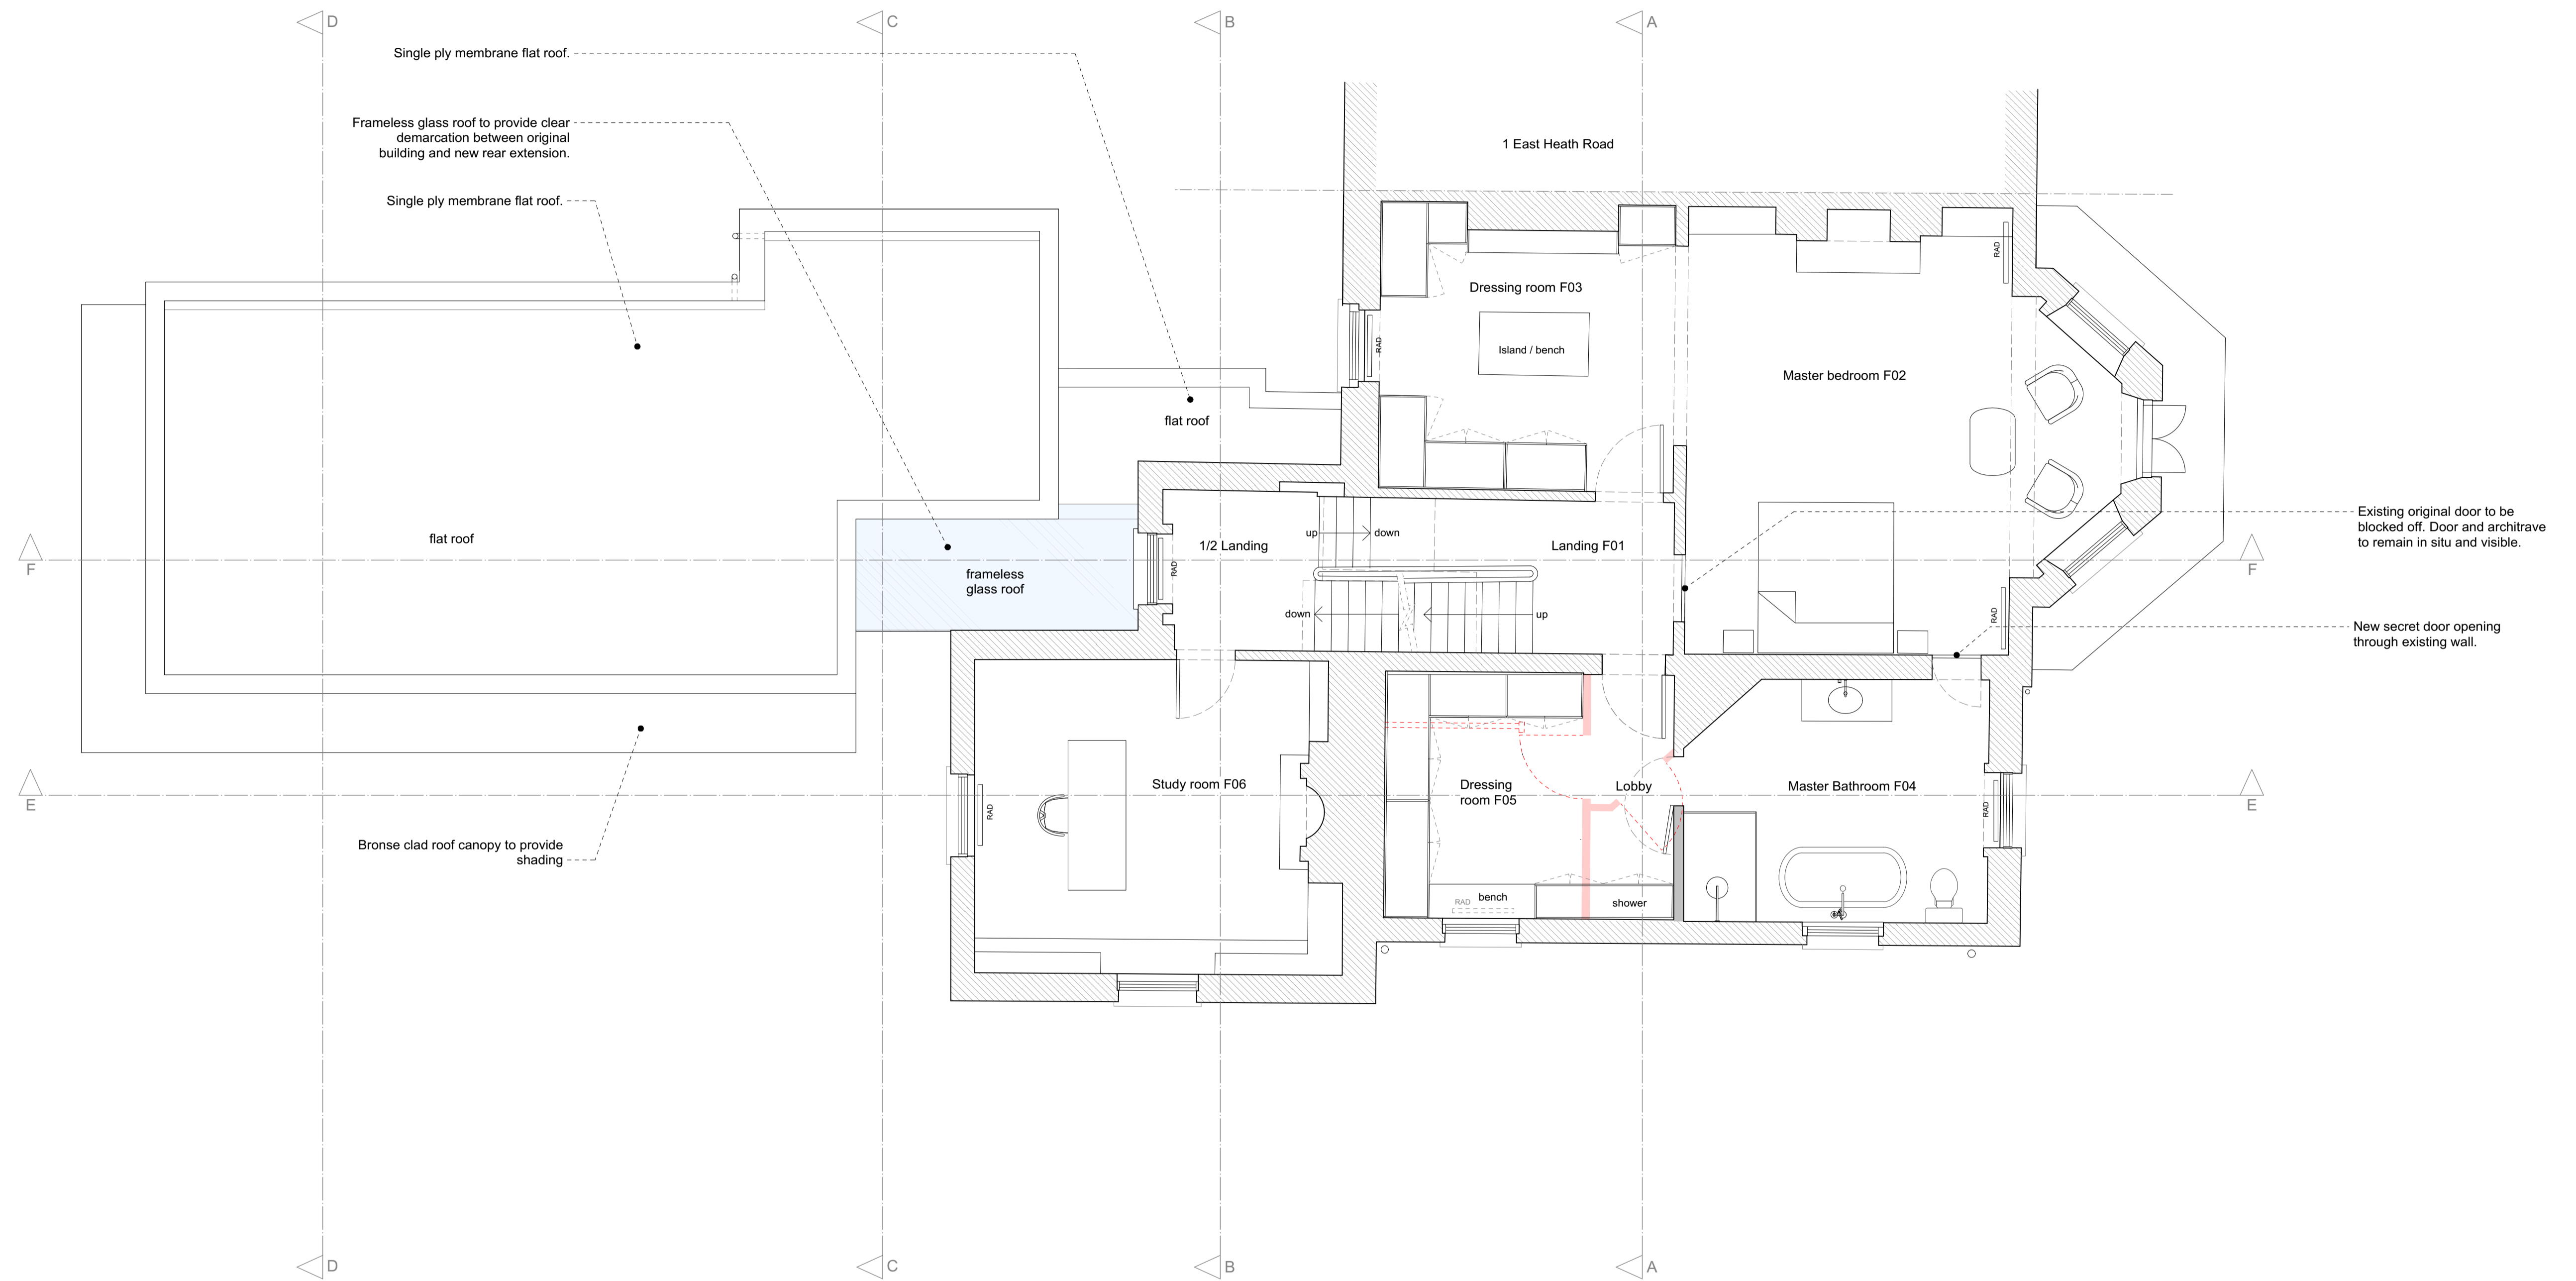 D
C
B
A
Single ply membrane flat roof.
Frameless glass roof to provide clear
demarcation between original
building and new rear extension.
1 East Heath Road
Single ply membrane flat roof.
RAD
Dressing room F03
RAD
Island / bench
Master bedroom F02
flat roof
Existing original door to be
blocked off. Door and architrave
to remain in situ and visible.
flat roof
up
down
1/2 Landing
Landing F01
F
F
RAD
frameless
glass roof
down
up
RAD
New secret door opening
through existing wall.
Study room F06
Dressing
room F05
Lobby
Master Bathroom F04
E
E
RAD
RAD
Bronse clad roof canopy to provide
shading
RAD
bench
shower
D
C
B
A